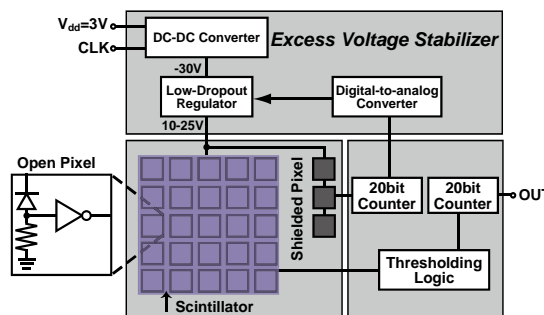 Vdd=3V
CLK
DC-DC Converter
Excess Voltage Stabilizer
-30V
Low-Dropout
Regulator
Digital-to-analog
Converter
10-25V
Open Pixel
Shielded Pixel
20bit
Counter
20bit
Counter
OUT
Thresholding
Logic
Scintillator